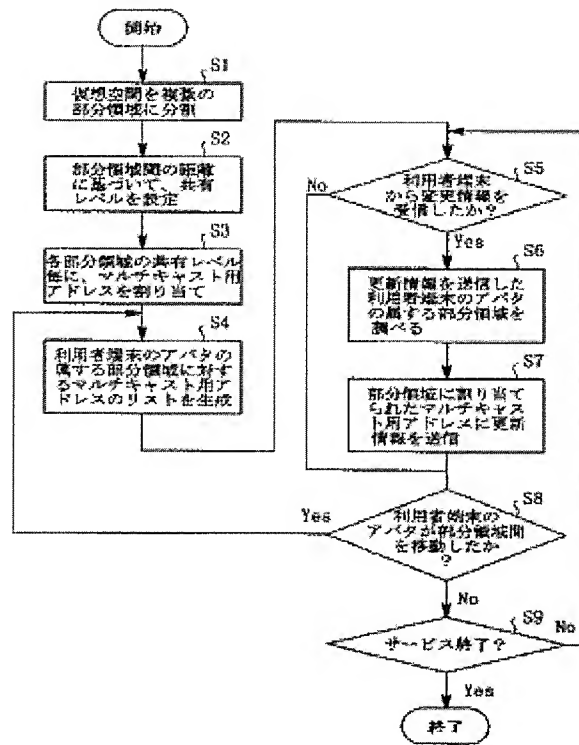 開始
S1
仮想空間を複数の
部分領域に分割
S2
部分領域間の距離
に基づいて、共有
レベルを設定
S3
各部分領域の共有レベル
毎に、マルチキャスト用
アドレスを割り当て
S4
利用者端末のアバタの
属する部分領域に対す
るマルチキャスト用ア
ドレスのリストを生成
S5
利用者端末
から変更情報を
受信したか?
No
Yes
S6
更新情報を送信した
利用者端末のアバタ
の属する部分領域を
調べる
S7
部分領域に割り当て
られたマルチキャス
ト用アドレスに更新
情報を送信
S8
利用者端末の
アバタが部分領域間
を移動したか
?
Yes
No
S9
サービス終了?
No
Yes
終了